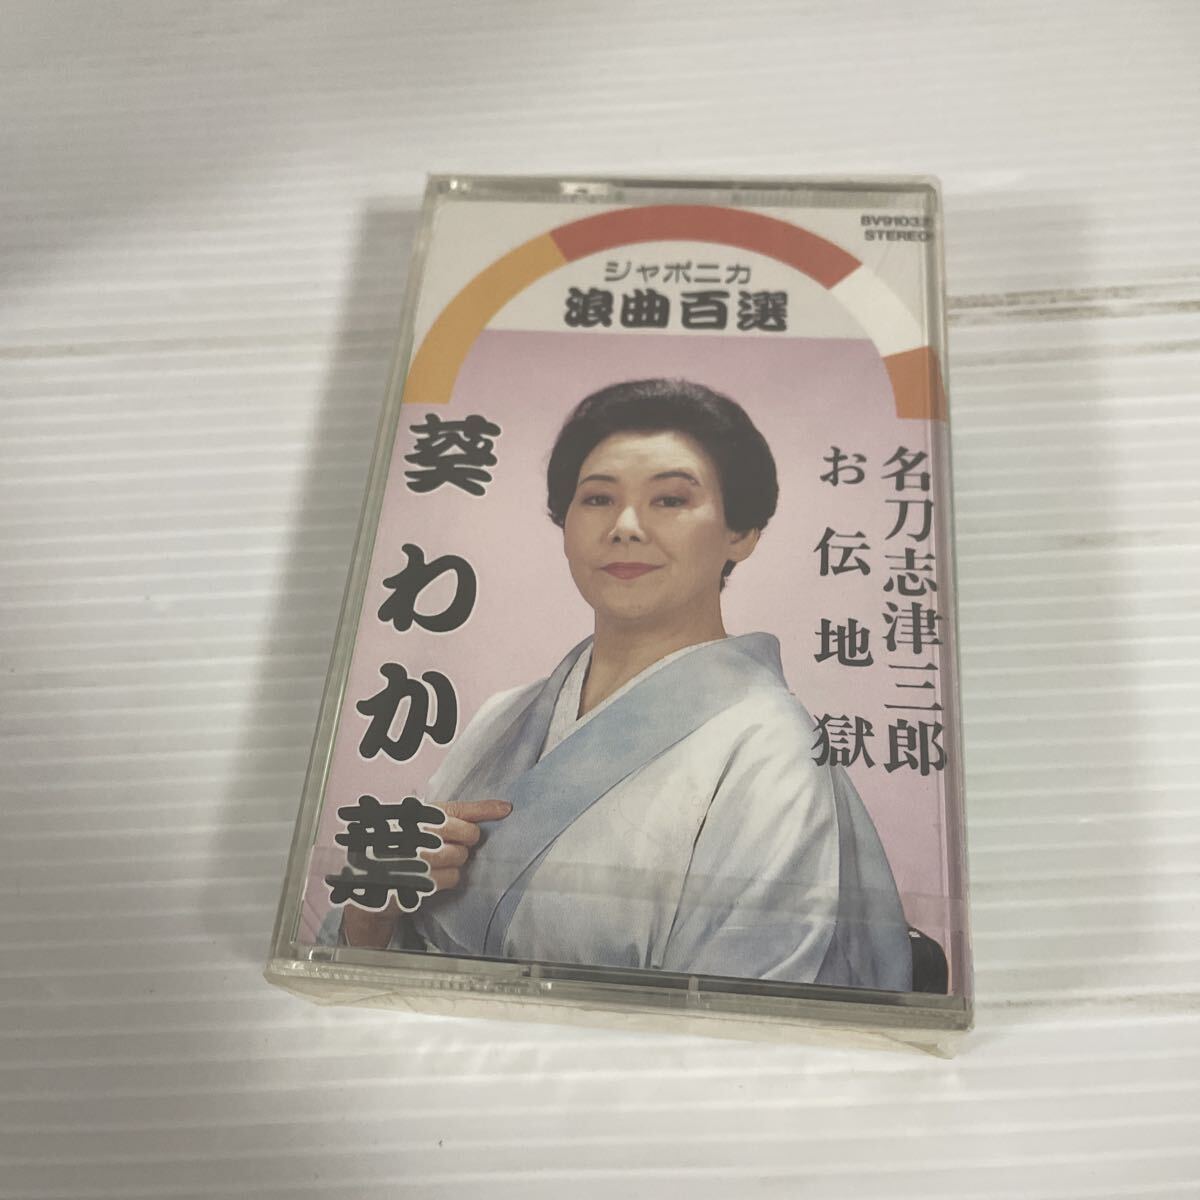 BV91032
STEREO
ジャポニカ
浪曲百選
名刀志津三郎
お伝地獄
葵わか葉